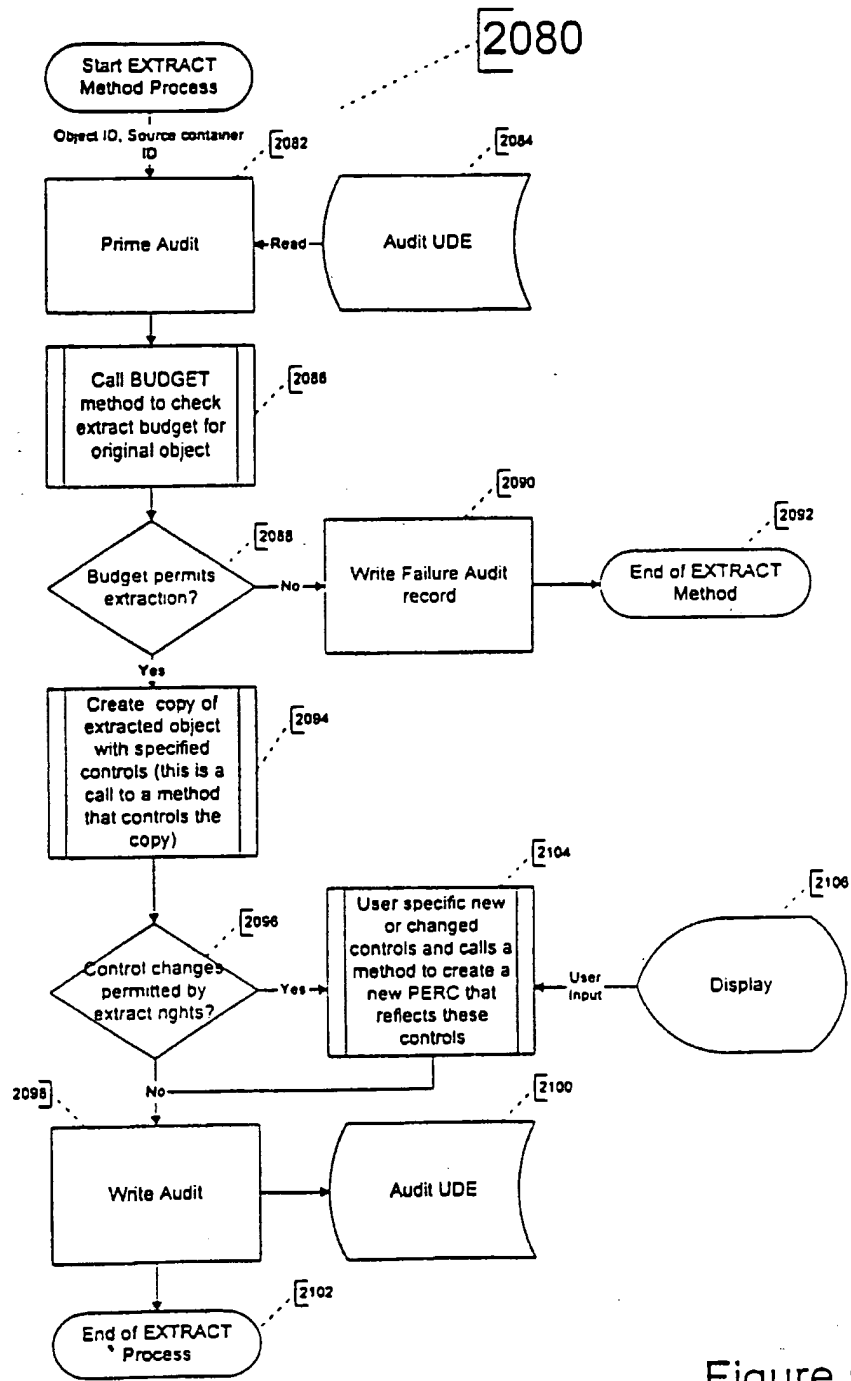 2080
Start EXTRACT
Method Process
Object ID, Source container
ID
2082
2084
Prime Audit
Read
Audit UDE
Call BUDGET
method to check
extract budget for
original object
2086
2088
Budget permits
extraction?
No
2090
Write Failure Audit
record
2092
End of EXTRACT
Method
Yes
Create copy of
extracted object
with specified
controls (this is a
call to a method
that controls the
copy)
2094
2096
Control changes
permitted by
extract rights?
Yes
2104
User specific new
or changed
controls and calls a
method to create a
new PERC that
reflects these
controls
User
Input
2106
Display
No
2098
Write Audit
2100
Audit UDE
2102
End of EXTRACT
Process
Figure